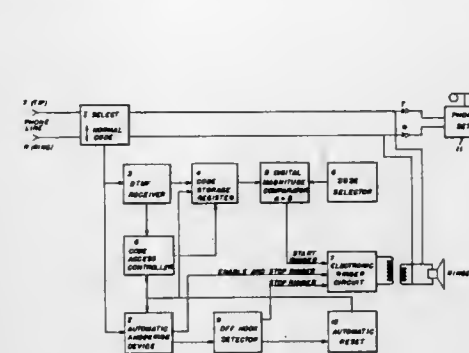 T (TIP)
PHONE
LINE
R (RING)
1 SELECT
NORMAL
CODE
T
R
PHONE
SET
11
3
DTMF
RECEIVER
4
CODE
STORAGE
REGISTER
5 DIGITAL
MAGNITUDE
COMPARATOR
A = B
6
CODE
SELECTOR
CODE
ACCESS
CONTROLLER
START
RINGER
ENABLE AND STOP RINGER
STOP RINGER
7
ELECTRONIC
RINGER
CIRCUIT
RINGER
2
AUTOMATIC
ANSWERING
DEVICE
9
OFF HOOK
DETECTOR
10
AUTOMATIC
RESET